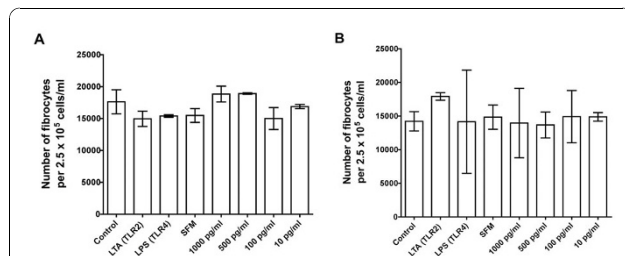 A
Number of fibrocytes
per 2.5 x 10⁵ cells/ml
25000
20000
15000
10000
5000
0
Control
LTA (TLR2)
LPS (TLR4)
SFM
1000 pg/ml
500 pg/ml
100 pg/ml
10 pg/ml
B
Number of fibrocytes
per 2.5 x 10⁵ cells/ml
25000
20000
15000
10000
5000
0
Control
LTA (TLR2)
LPS (TLR4)
SFM
1000 pg/ml
500 pg/ml
100 pg/ml
10 pg/ml